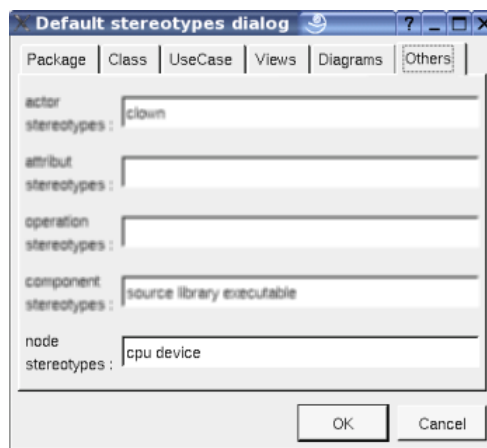 Default stereotypes dialog
Package Class UseCase Views Diagrams Others
actor
stereotypes :
clown
attribut
stereotypes :
operation
stereotypes :
component
stereotypes :
source library executable
node
stereotypes :
cpu device
OK Cancel